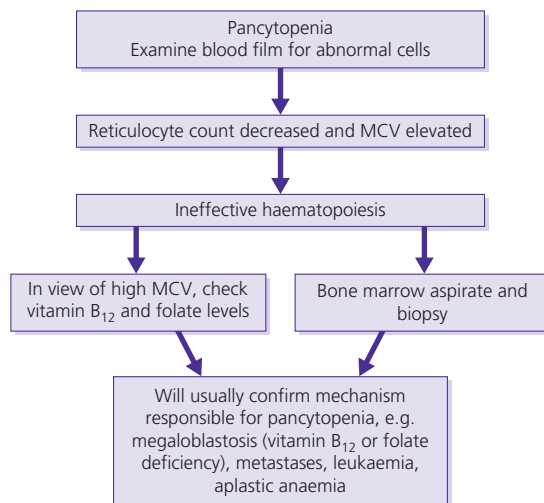 Pancytopenia
Examine blood film for abnormal cells
Reticulocyte count decreased and MCV elevated
Ineffective haematopoiesis
In view of high MCV, check
vitamin B₁₂ and folate levels
Bone marrow aspirate and
biopsy
Will usually confirm mechanism
responsible for pancytopenia, e.g.
megaloblastosis (vitamin B₁₂ or folate
deficiency), metastases, leukaemia,
aplastic anaemia